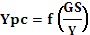 Ypc = f (GS/Y)